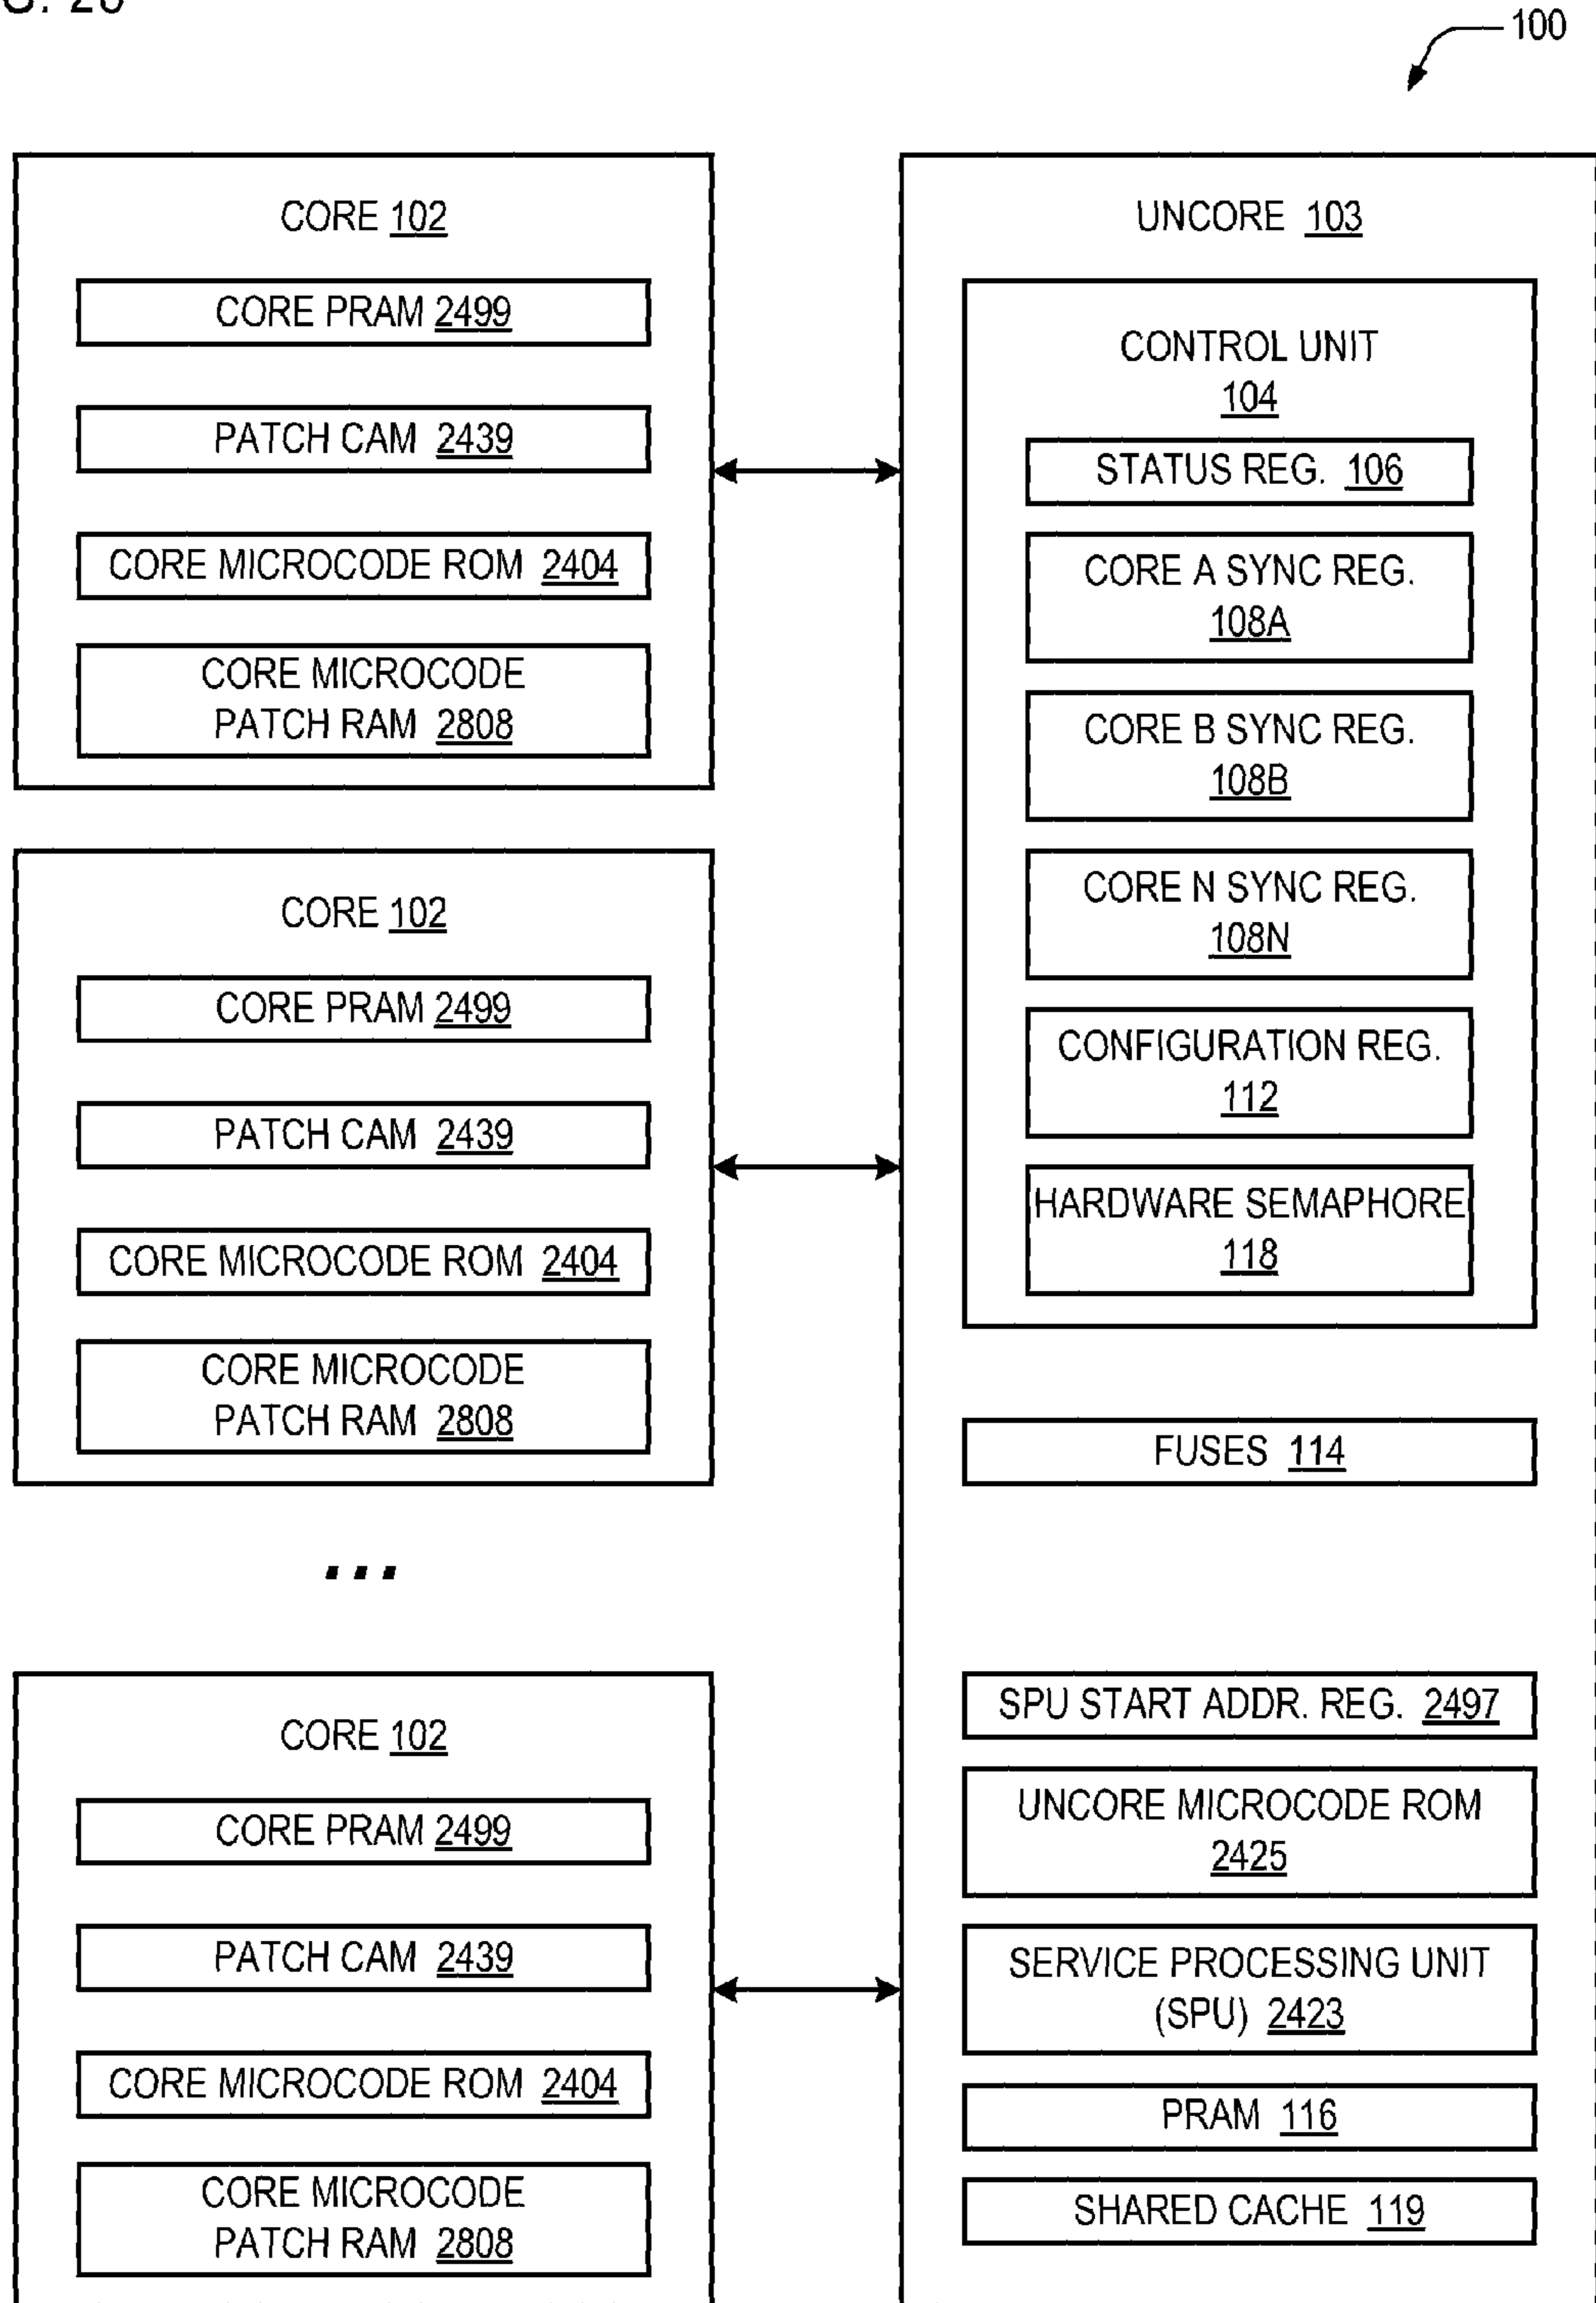 100
CORE 102
CORE PRAM 2499
PATCH CAM 2439
CORE MICROCODE ROM 2404
CORE MICROCODE
PATCH RAM 2808
CORE 102
CORE PRAM 2499
PATCH CAM 2439
CORE MICROCODE ROM 2404
CORE MICROCODE
PATCH RAM 2808
...
CORE 102
CORE PRAM 2499
PATCH CAM 2439
CORE MICROCODE ROM 2404
CORE MICROCODE
PATCH RAM 2808
UNCORE 103
CONTROL UNIT
104
STATUS REG. 106
CORE A SYNC REG.
108A
CORE B SYNC REG.
108B
CORE N SYNC REG.
108N
CONFIGURATION REG.
112
HARDWARE SEMAPHORE
118
FUSES 114
SPU START ADDR. REG. 2497
UNCORE MICROCODE ROM
2425
SERVICE PROCESSING UNIT
(SPU) 2423
PRAM 116
SHARED CACHE 119